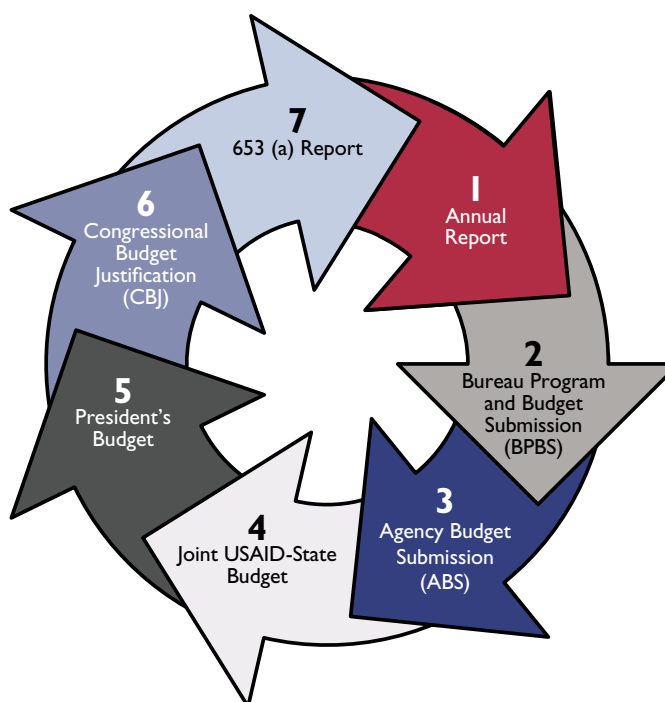 1
Annual
Report
2
Bureau Program
and Budget
Submission
(BPBS)
3
Agency Budget
Submission
(ABS)
4
Joint USAID-State
Budget
5
President’s
Budget
6
Congressional
Budget
Justification
(CBJ)
7
653 (a) Report